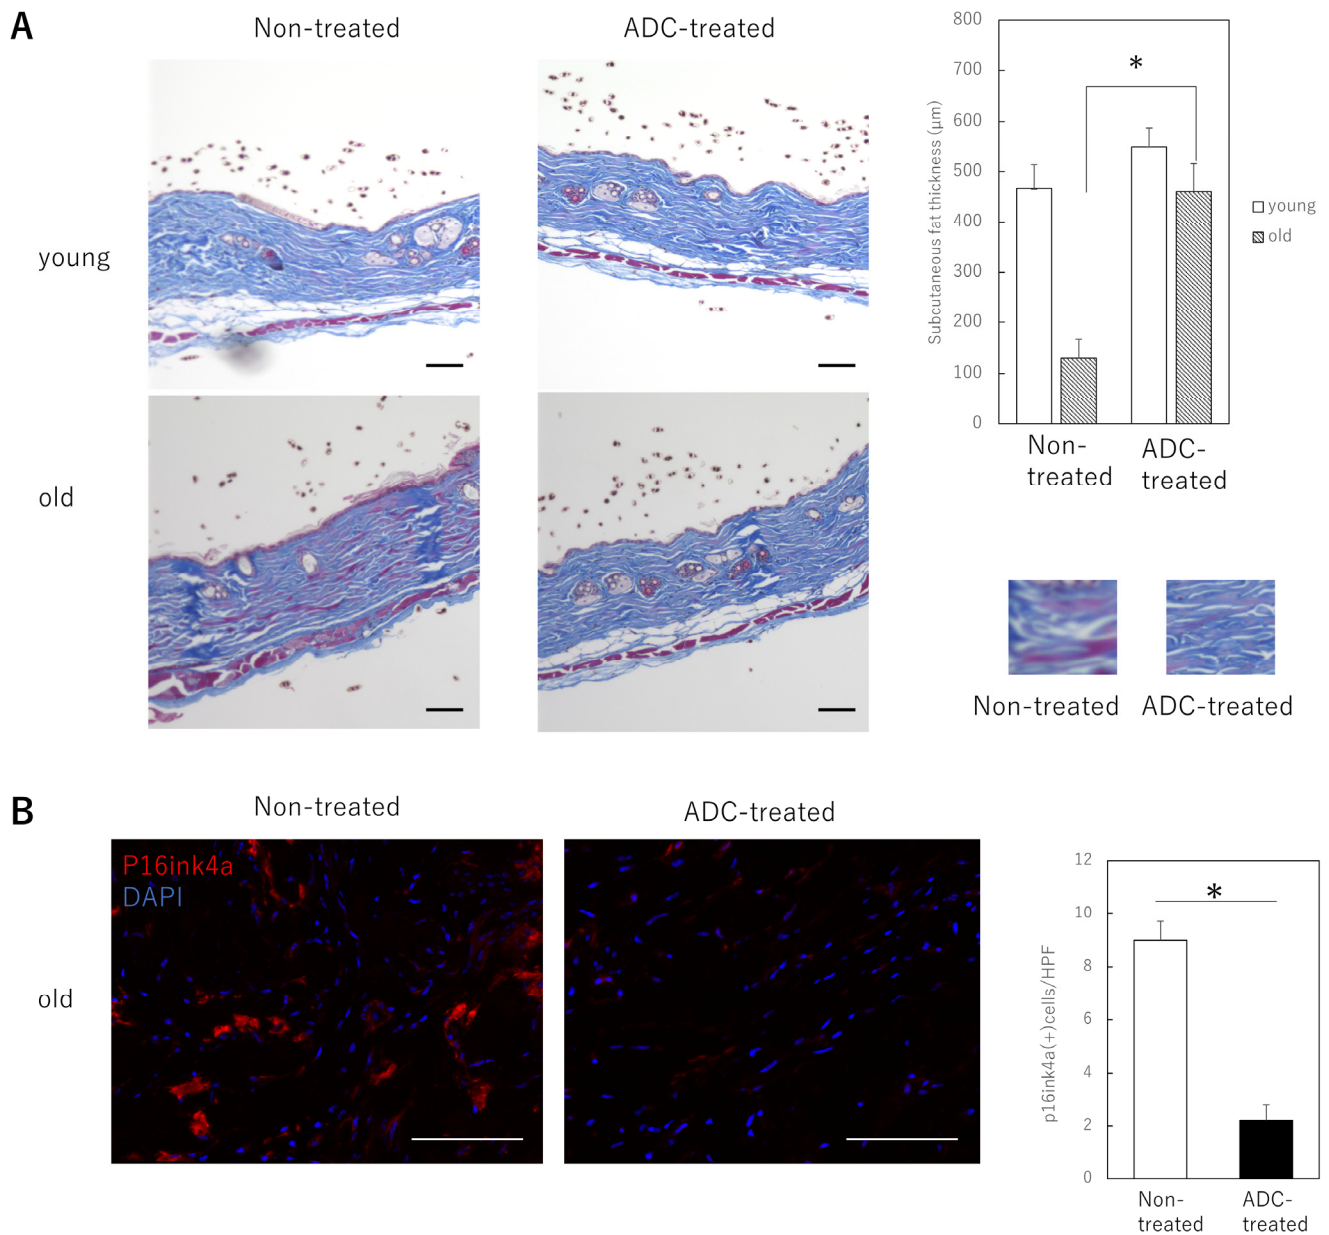 A
Non-treated
ADC-treated
young
old
800
700
600
500
400
300
200
100
0
Subcutaneous fat thickness (μm)
*
young
old
Non-
treated
ADC-
treated
Non-treated
ADC-treated
B
Non-treated
ADC-treated
P16ink4a
DAPI
old
12
10
8
6
4
2
0
p16ink4a(+)cells/HPF
*
Non-
treated
ADC-
treated